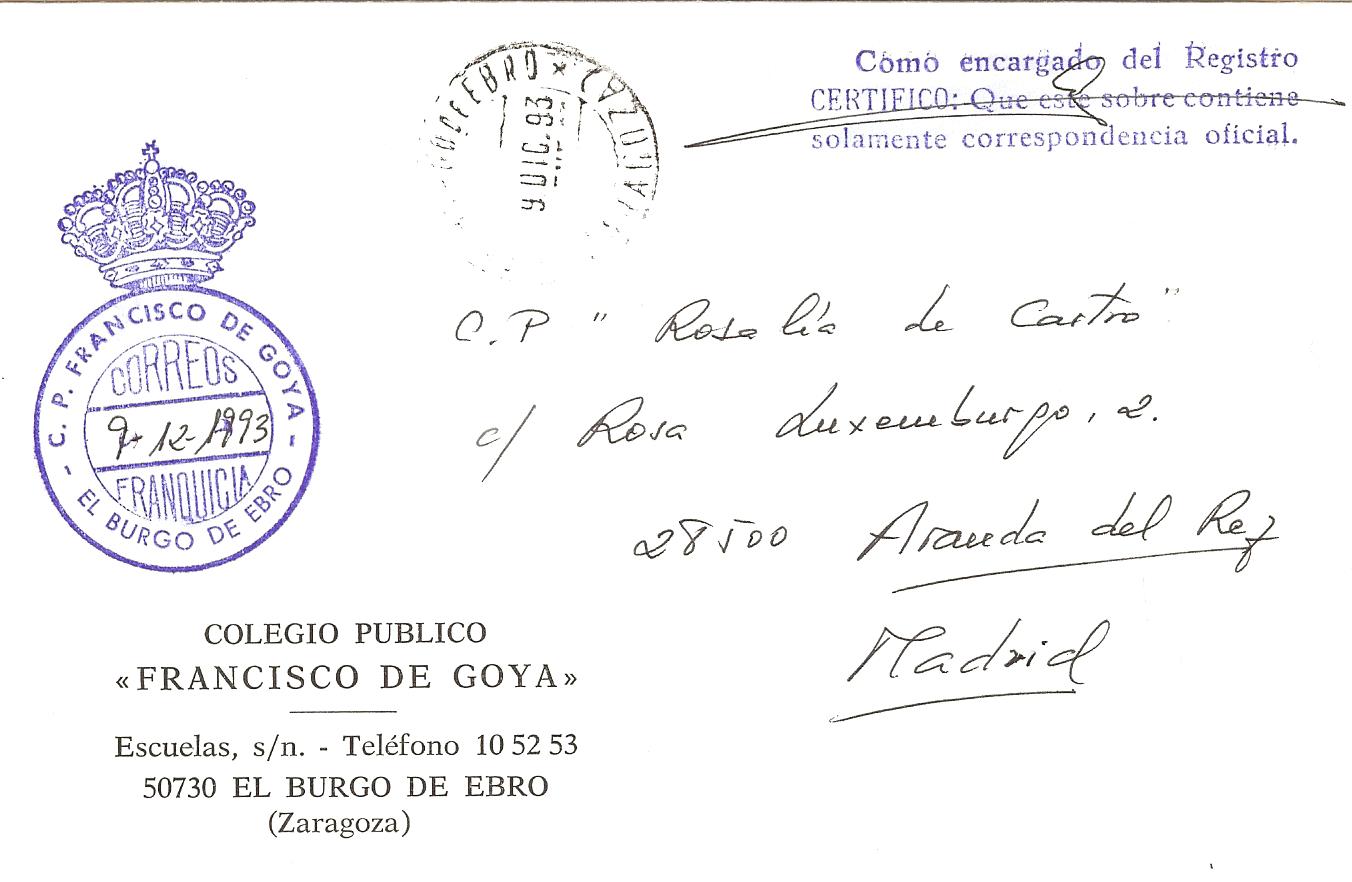 Como encargado del Registro
CERTIFICO: Que este sobre contiene
solamente correspondencia oficial.
9 DIC. 93
C. P. FRANCISCO DE GOYA
CORREOS
9-12-1993
FRANQUICIA
- EL BURGO DE EBRO -
C.P "Rosalía de Castro"
c/ Rosa Luxemburgo, 2.
28500 Aranda del Rey
Madrid
COLEGIO PUBLICO
«FRANCISCO DE GOYA»
Escuelas, s/n. - Teléfono 10 52 53
50730 EL BURGO DE EBRO
(Zaragoza)